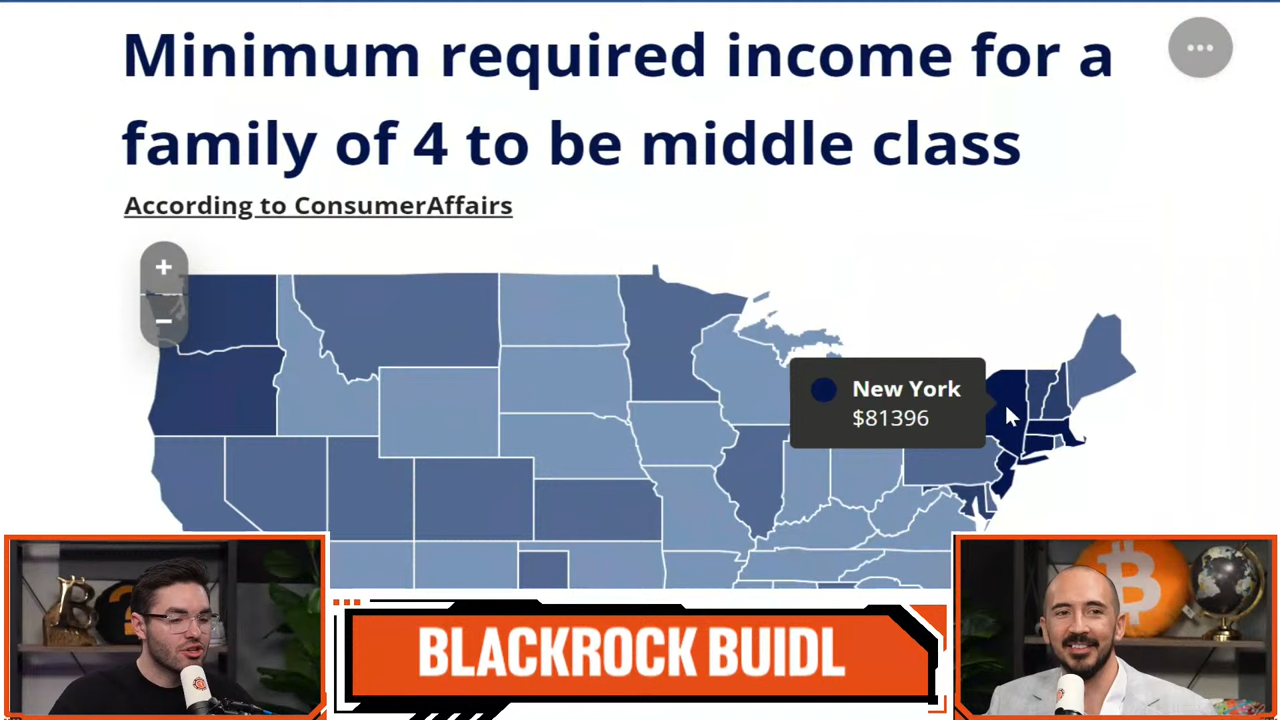 Minimum required income for a
family of 4 to be middle class
According to ConsumerAffairs
+
−
New York
$81396
BLACKROCK BUIDL